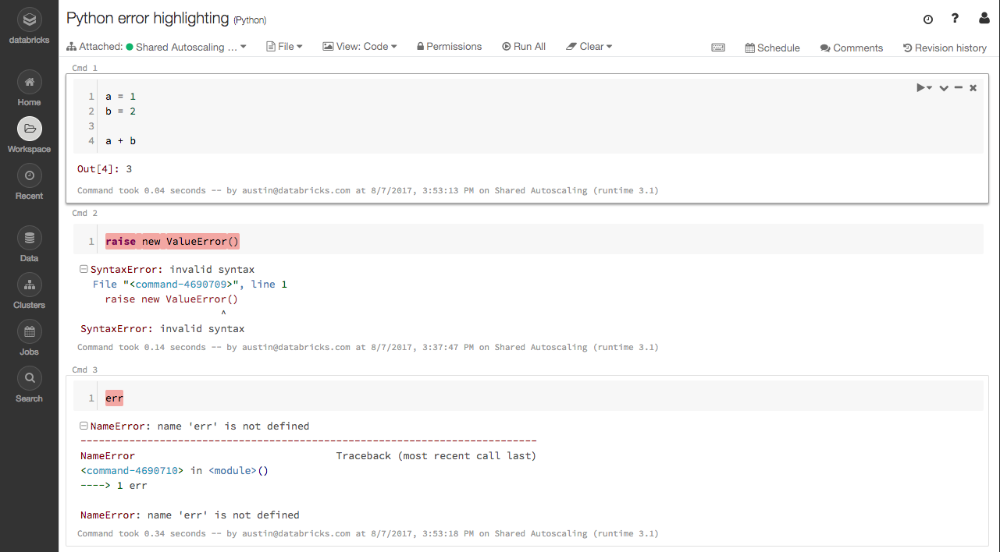 databricks
Home
Workspace
Recent
Data
Clusters
Jobs
Search
Python error highlighting (Python)
?
Attached: Shared Autoscaling ... File View: Code Permissions Run All Clear Schedule Comments Revision history
Cmd 1
1 a = 1
2 b = 2
3
4 a + b
Out[4]: 3
Command took 0.04 seconds -- by austin@databricks.com at 8/7/2017, 3:53:13 PM on Shared Autoscaling (runtime 3.1)
Cmd 2
1 raise new ValueError()
SyntaxError: invalid syntax
File "<command-4690709>", line 1
raise new ValueError()
^
SyntaxError: invalid syntax
Command took 0.14 seconds -- by austin@databricks.com at 8/7/2017, 3:37:47 PM on Shared Autoscaling (runtime 3.1)
Cmd 3
1 err
NameError: name 'err' is not defined
---------------------------------------------------------------------------
NameError Traceback (most recent call last)
<command-4690710> in <module>()
----> 1 err
NameError: name 'err' is not defined
Command took 0.34 seconds -- by austin@databricks.com at 8/7/2017, 3:53:18 PM on Shared Autoscaling (runtime 3.1)